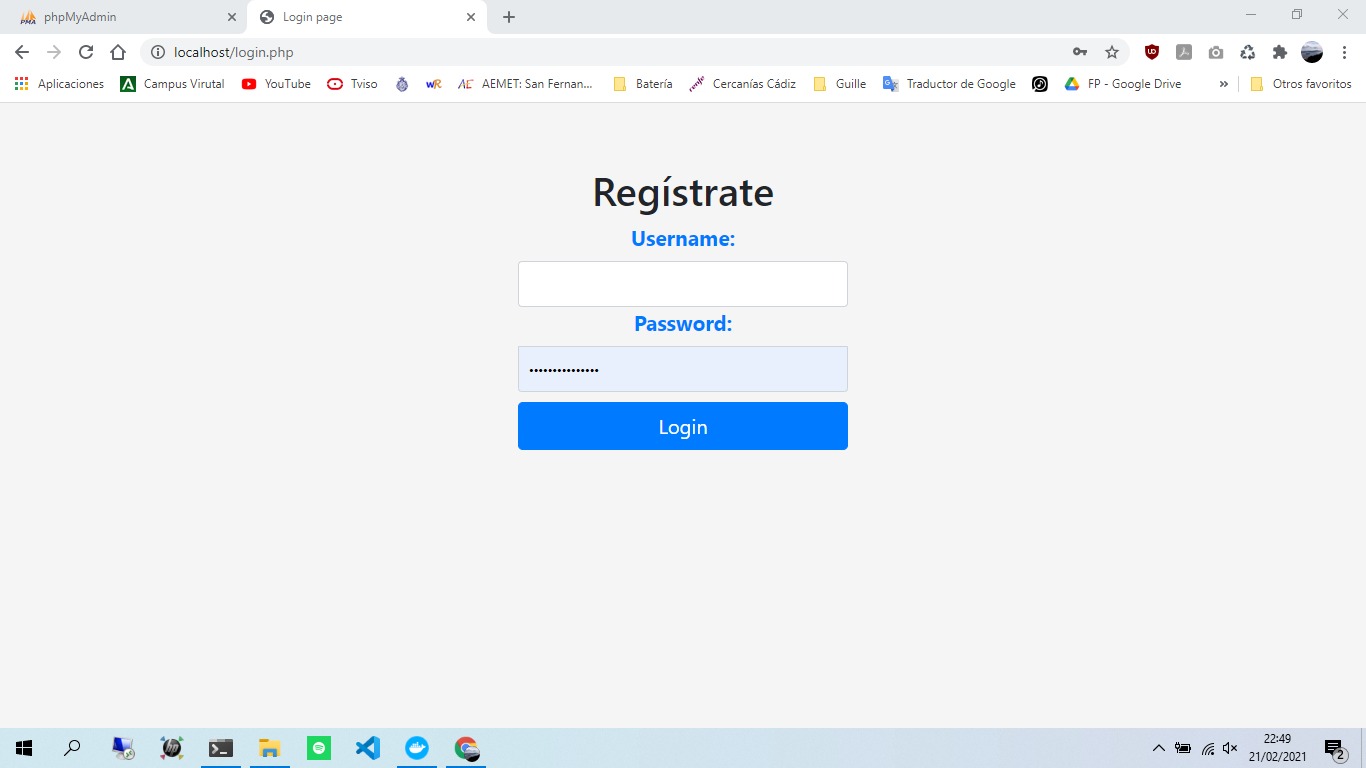 phpMyAdmin
Login page
localhost/login.php
Aplicaciones
Campus Virutal
YouTube
Tviso
wR
AEMET: San Fernan...
Batería
Cercanías Cádiz
Guille
Traductor de Google
FP - Google Drive
»
Otros favoritos
Regístrate
Username:
Password:
•••••••••••••••
Login
22:49
21/02/2021
2